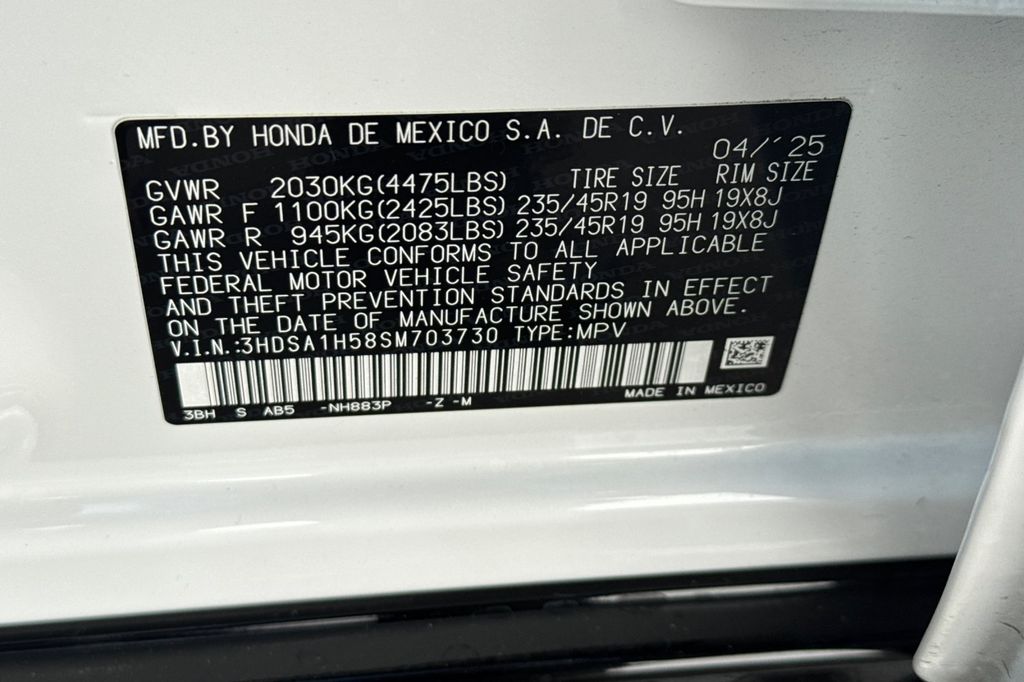 MFD.BY HONDA DE MEXICO S.A. DE C.V.
04/´25
GVWR 2030KG(4475LBS) TIRE SIZE RIM SIZE
GAWR F 1100KG(2425LBS) 235/45R19 95H 19X8J
GAWR R 945KG(2083LBS) 235/45R19 95H 19X8J
THIS VEHICLE CONFORMS TO ALL APPLICABLE
FEDERAL MOTOR VEHICLE SAFETY
AND THEFT PREVENTION STANDARDS IN EFFECT
ON THE DATE OF MANUFACTURE SHOWN ABOVE.
V.I.N.:3HDSA1H58SM703730 TYPE:MPV
3BH S AB5 -NH883P -Z -M MADE IN MEXICO